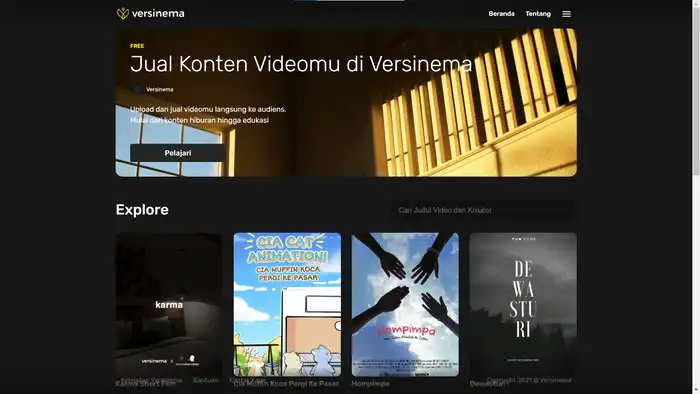 versinema
Beranda Tentang
FREE
Jual Konten Videomu di Versinema
Versinema
Upload dan jual videomu langsung ke audiens.
Mulai dari konten hiburan hingga edukasi
Pelajari
Explore
Cari Judul Video dan Kreator
karma
versinema x
CIA CAT
ANIMATION!
CIA MUFFIN KOCA
PERGI KE PASAR
Hompimpa
DE
WA
STU
RI
Karma Short Film
Cia Mufin Koca Pergi Ke Pasar
Hompimpa
Dewasturi
Bantuan
Copyright 2021 @ Versinema